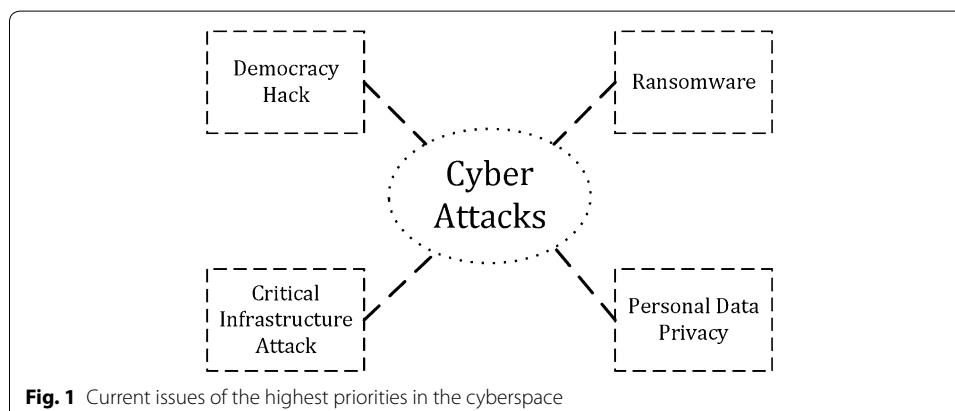 Democracy
Hack
Ransomware
Cyber
Attacks
Critical
Infrastructure
Attack
Personal Data
Privacy
Fig. 1 Current issues of the highest priorities in the cyberspace